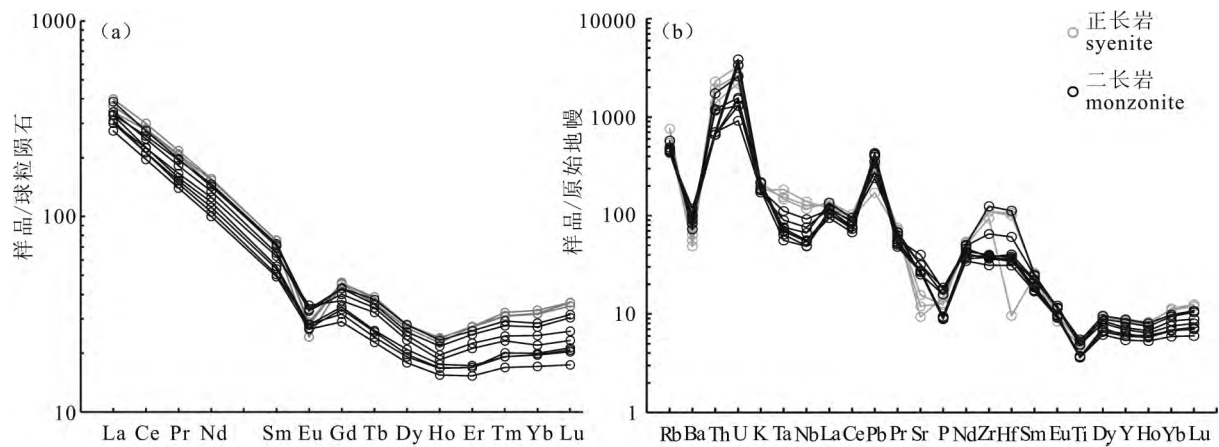 (a)
1000
100
10
样品/球粒陨石
La Ce Pr Nd Sm Eu Gd Tb Dy Ho Er Tm Yb Lu
(b)
10000
1000
100
10
1
样品/原始地幔
正长岩
syenite
二长岩
monzonite
Rb Ba Th U K Ta Nb La Ce Pb Pr Sr P Nd Zr Hf Sm Eu Ti Dy Y Ho Yb Lu